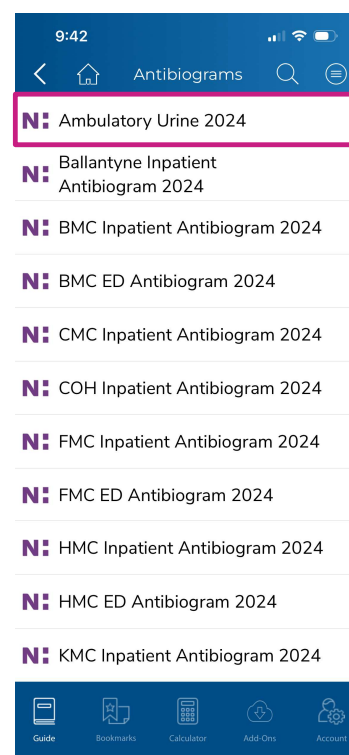 9:42
Antibiograms
N: Ambulatory Urine 2024
N: Ballantyne Inpatient
Antibiogram 2024
N: BMC Inpatient Antibiogram 2024
N: BMC ED Antibiogram 2024
N: CMC Inpatient Antibiogram 2024
N: COH Inpatient Antibiogram 2024
N: FMC Inpatient Antibiogram 2024
N: FMC ED Antibiogram 2024
N: HMC Inpatient Antibiogram 2024
N: HMC ED Antibiogram 2024
N: KMC Inpatient Antibiogram 2024
Guide Bookmarks Calculator Add-Ons Account